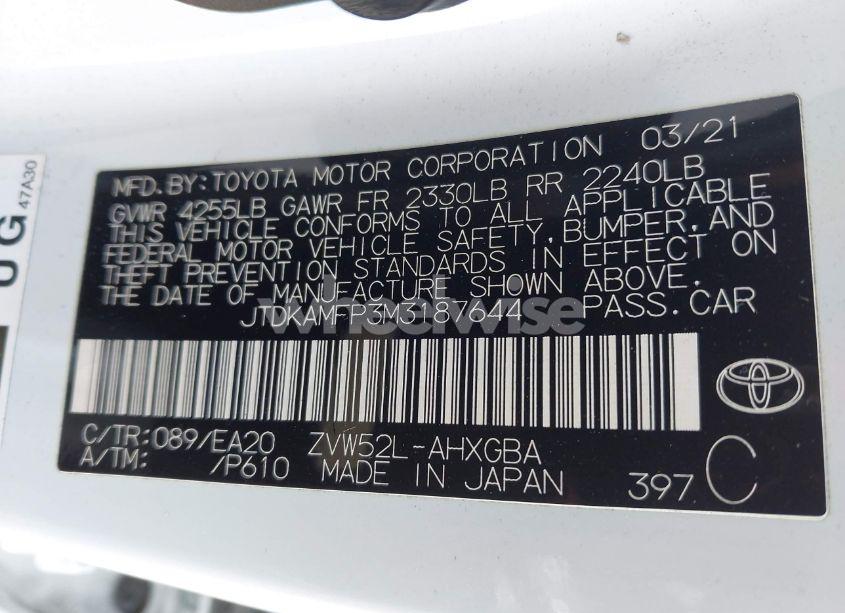 47A30
G
MFD.BY:TOYOTA MOTOR CORPORATION 03/21
GVWR 4255LB GAWR FR 2330LB RR 2240LB
THIS VEHICLE CONFORMS TO ALL APPLICABLE
FEDERAL MOTOR VEHICLE SAFETY,BUMPER,AND
THEFT PREVENTION STANDARDS IN EFFECT ON
THE DATE OF MANUFACTURE SHOWN ABOVE.
JTDKAMFP3M3187644 PASS.CAR
wheelwise
C/TR:089/EA20 ZVW52L-AHXGBA
A/TM: /P610 MADE IN JAPAN 397 C